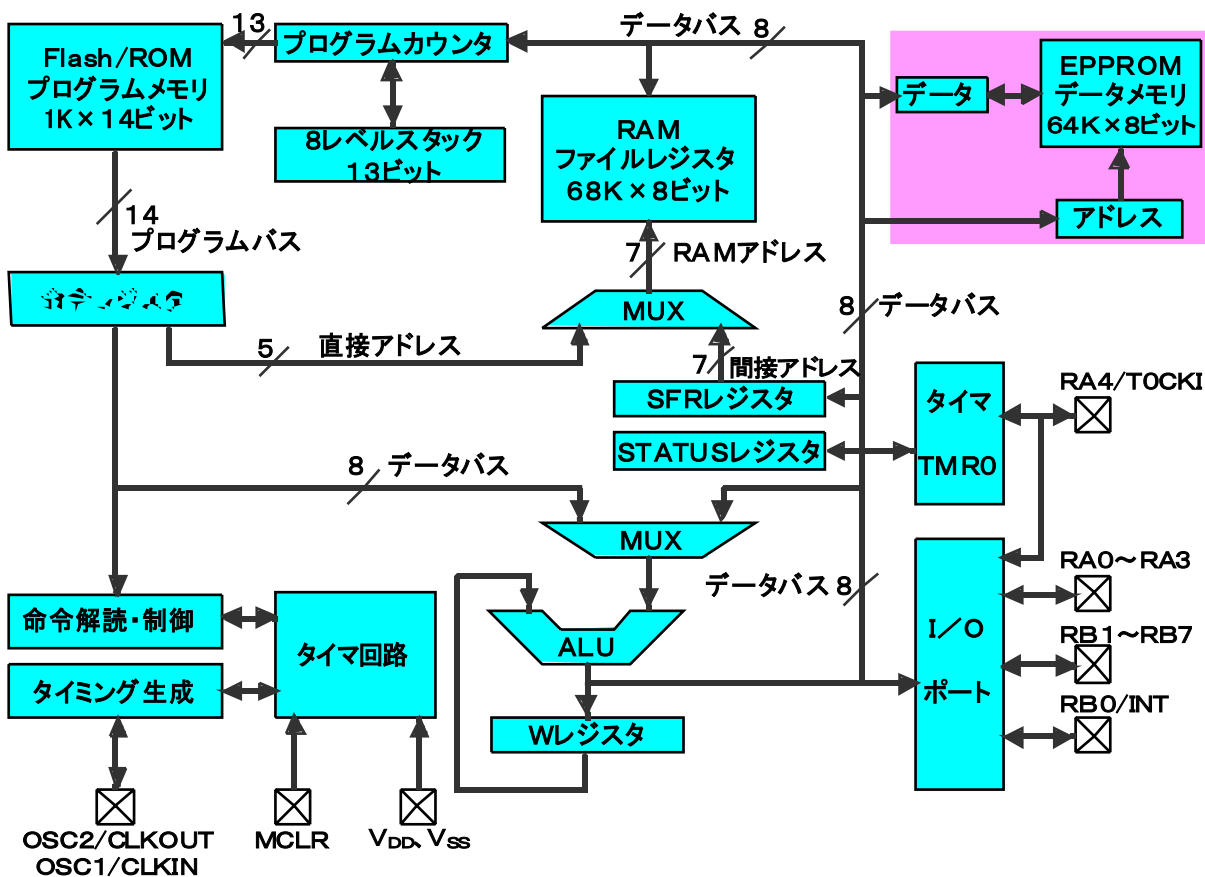 13
データバス 8
Flash/ROM
プログラムメモリ
1K×14ビット
プログラムカウンタ
8レベルスタック
13ビット
RAM
ファイルレジスタ
68K×8ビット
データ
EPPROM
データメモリ
64K×8ビット
アドレス
14
プログラムバス
7 RAMアドレス
MUX
8 データバス
5 直接アドレス
7 間接アドレス
SFRレジスタ
STATUSレジスタ
タイマ
TMR0
RA4/T0CKI
8 データバス
MUX
データバス 8
ALU
Wレジスタ
I/O
ポート
RA0～RA3
RB1～RB7
RB0/INT
命令解読・制御
タイミング生成
タイマ回路
OSC2/CLKOUT
OSC1/CLKIN
MCLR
VDD、VSS